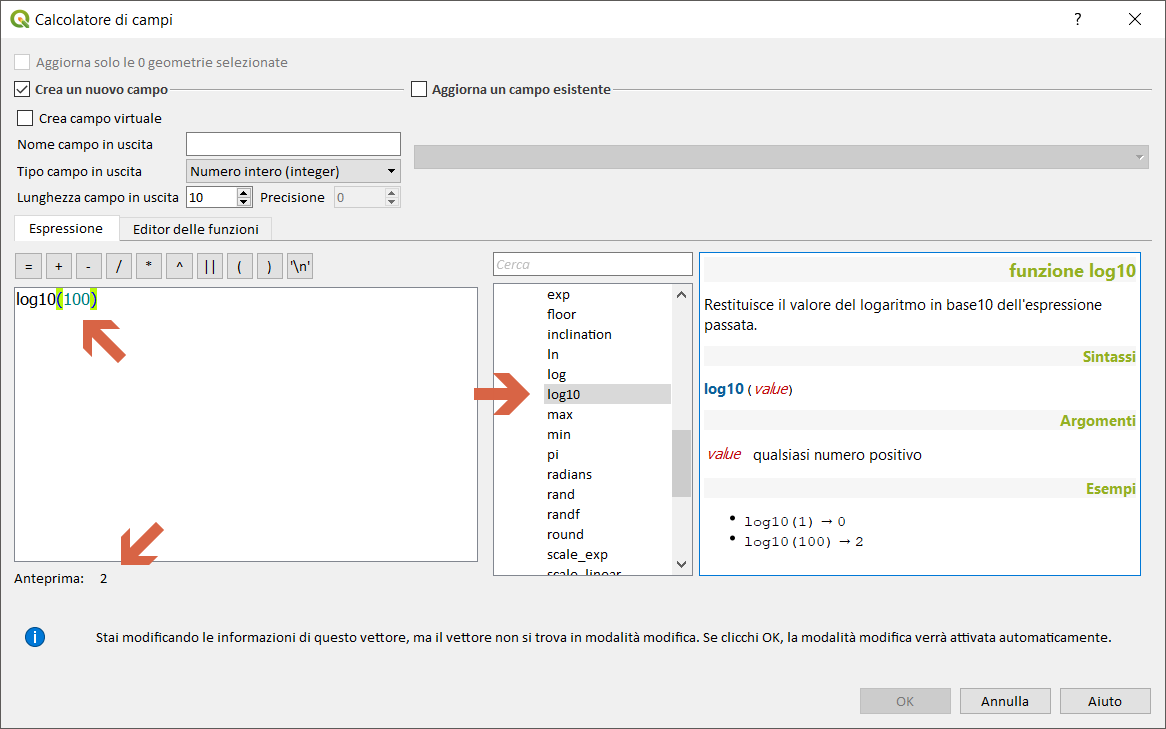 Calcolatore di campi
?
Aggiorna solo le 0 geometrie selezionate
Crea un nuovo campo
Aggiorna un campo esistente
Crea campo virtuale
Nome campo in uscita
Tipo campo in uscita
Numero intero (integer)
Lunghezza campo in uscita
10
Precisione
0
Espressione
Editor delle funzioni
= + - / * ^ || ( ) '\n'
log10(100)
Anteprima: 2
Cerca
exp
floor
inclination
ln
log
log10
max
min
pi
radians
rand
randf
round
scale_exp
scale_linear
funzione log10
Restituisce il valore del logaritmo in base10 dell'espressione
passata.
Sintassi
log10 (value)
Argomenti
value qualsiasi numero positivo
Esempi
• log10(1) → 0
• log10(100) → 2
Stai modificando le informazioni di questo vettore, ma il vettore non si trova in modalità modifica. Se clicchi OK, la modalità modifica verrà attivata automaticamente.
OK
Annulla
Aiuto